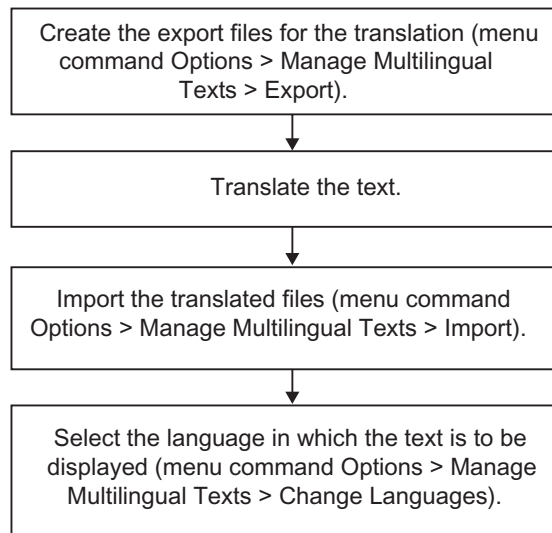 Create the export files for the translation (menu
command Options > Manage Multilingual
Texts > Export).
Translate the text.
Import the translated files (menu command
Options > Manage Multilingual Texts > Import).
Select the language in which the text is to be
displayed (menu command Options > Manage
Multilingual Texts > Change Languages).